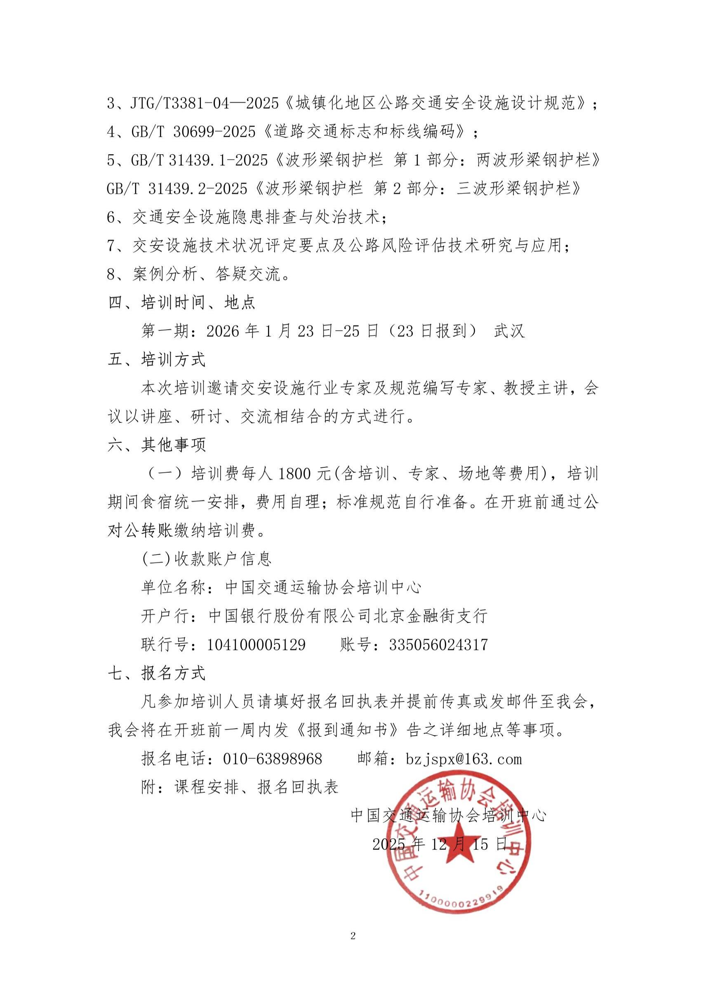 3、JTG/T3381-04—2025《城镇化地区公路交通安全设施设计规范》；
4、GB/T 30699-2025《道路交通标志和标线编码》；
5、GB/T 31439.1-2025《波形梁钢护栏 第1部分：两波形梁钢护栏》
GB/T 31439.2-2025《波形梁钢护栏 第2部分：三波形梁钢护栏》
6、交通安全设施隐患排查与处治技术；
7、交安设施技术状况评定要点及公路风险评估技术研究与应用；
8、案例分析、答疑交流。
四、培训时间、地点
第一期：2026年1月23日-25日（23日报到） 武汉
五、培训方式
本次培训邀请交安设施行业专家及规范编写专家、教授主讲，会
议以讲座、研讨、交流相结合的方式进行。
六、其他事项
（一）培训费每人1800元(含培训、专家、场地等费用)，培训
期间食宿统一安排，费用自理；标准规范自行准备。在开班前通过公
对公转账缴纳培训费。
(二)收款账户信息
单位名称：中国交通运输协会培训中心
开户行：中国银行股份有限公司北京金融街支行
联行号：104100005129 账号：335056024317
七、报名方式
凡参加培训人员请填好报名回执表并提前传真或发邮件至我会，
我会将在开班前一周内发《报到通知书》告之详细地点等事项。
报名电话：010-63898968 邮箱：bzjspx@163.com
附：课程安排、报名回执表
中国交通运输协会培训中心
2025年12月15日
中国交通运输协会培训中心
1100000229919
2